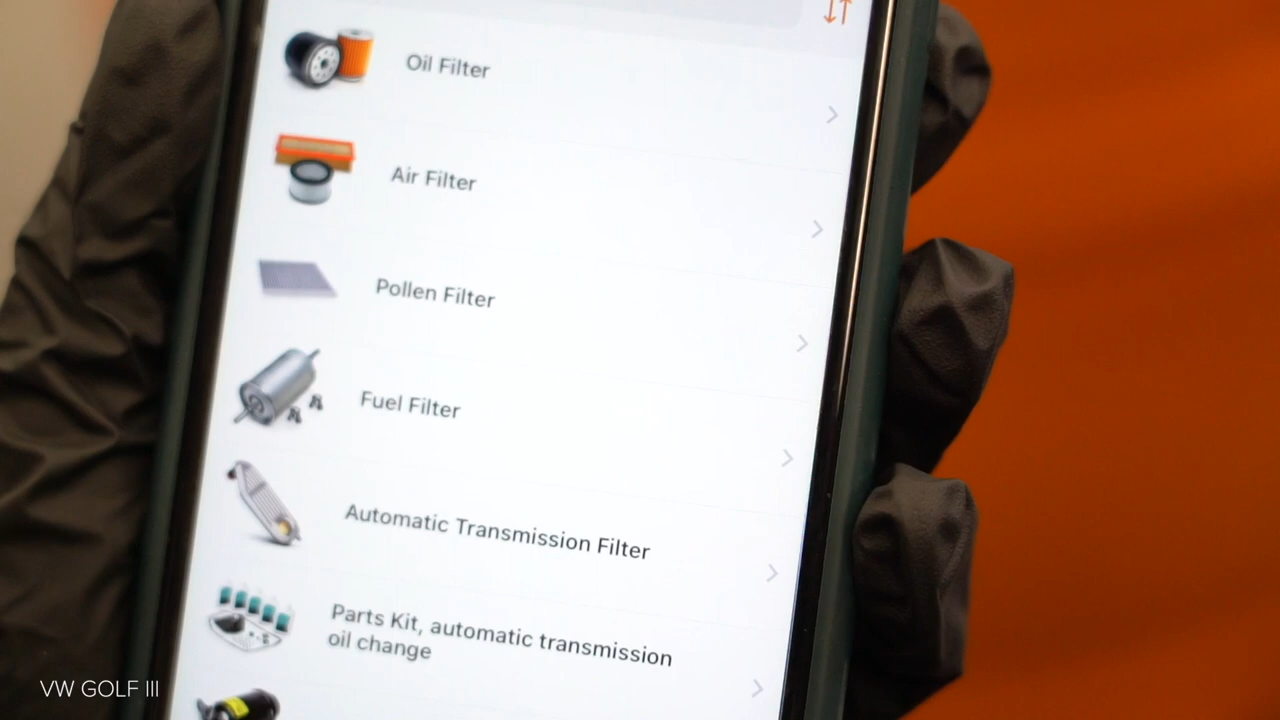 Oil Filter
Air Filter
Pollen Filter
Fuel Filter
Automatic Transmission Filter
Parts Kit, automatic transmission
oil change
VW GOLF III